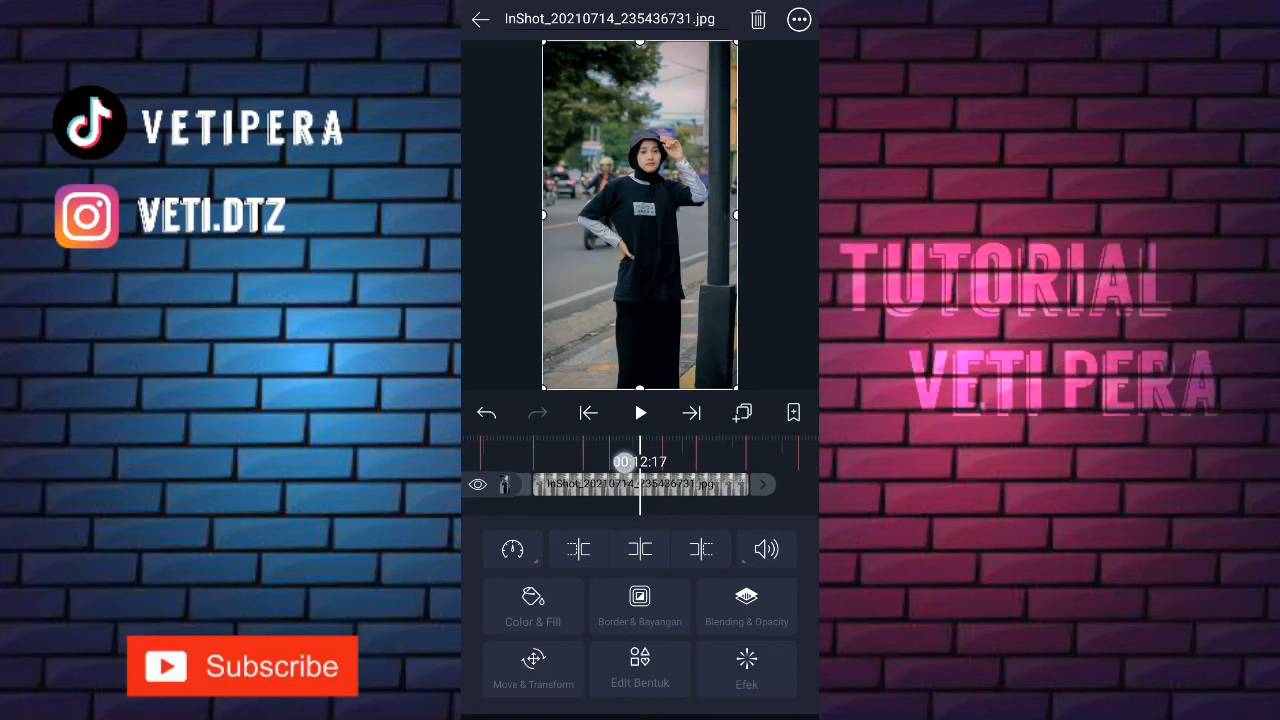 InShot_20210714_235436731.jpg
VETIPERA
VETI.DTZ
TUTORIAL
VETI PERA
00:12:17
InShot_20210714_235436731.jpg
Color & Fill
Border & Bayangan
Blending & Opacity
Move & Transform
Edit Bentuk
Efek
Subscribe